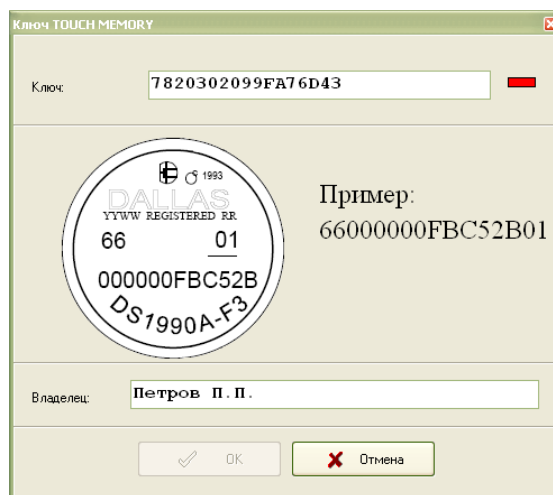 Ключ TOUCH MEMORY
Ключ:
7820302099FA76D43
1993
DALLAS
YYWW REGISTERED RR
66 01
000000FBC52B
DS1990A-F3
Пример:
66000000FBC52B01
Владелец:
Петров П.П.
OK
Отмена